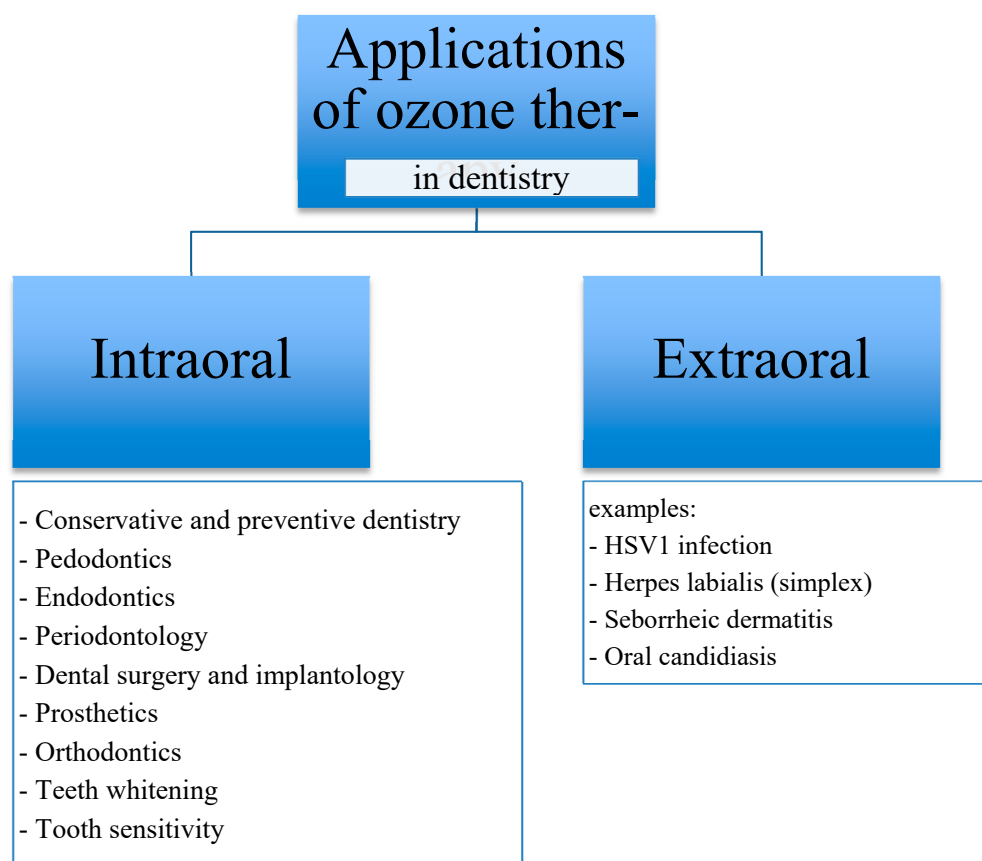 Applications
of ozone ther-
in dentistry
Intraoral
Extraoral
- Conservative and preventive dentistry
- Pedodontics
- Endodontics
- Periodontology
- Dental surgery and implantology
- Prosthetics
- Orthodontics
- Teeth whitening
- Tooth sensitivity
examples:
- HSV1 infection
- Herpes labialis (simplex)
- Seborrheic dermatitis
- Oral candidiasis